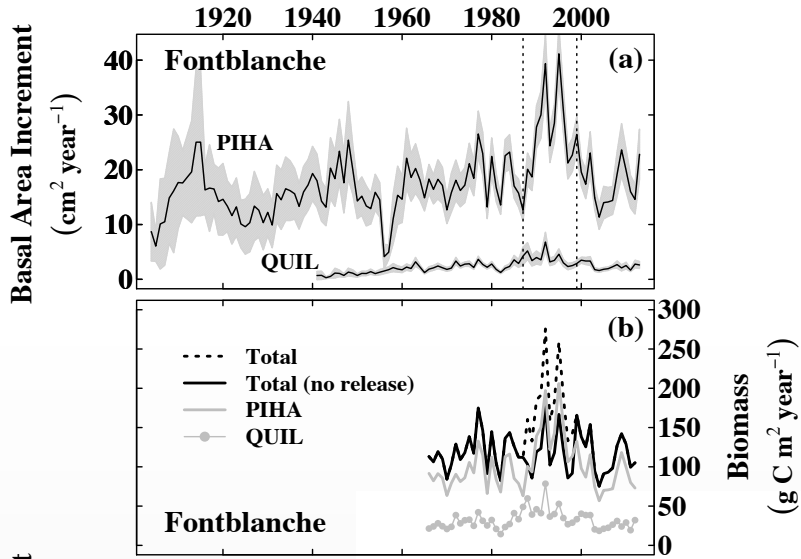 1920 1940 1960 1980 2000
Basal Area Increment
(cm² year⁻¹)
40
30
20
10
0
Fontblanche
(a)
PIHA
QUIL
(b)
Total
Total (no release)
PIHA
QUIL
Fontblanche
300
250
200
150
100
50
0
Biomass
(g C m² year⁻¹)